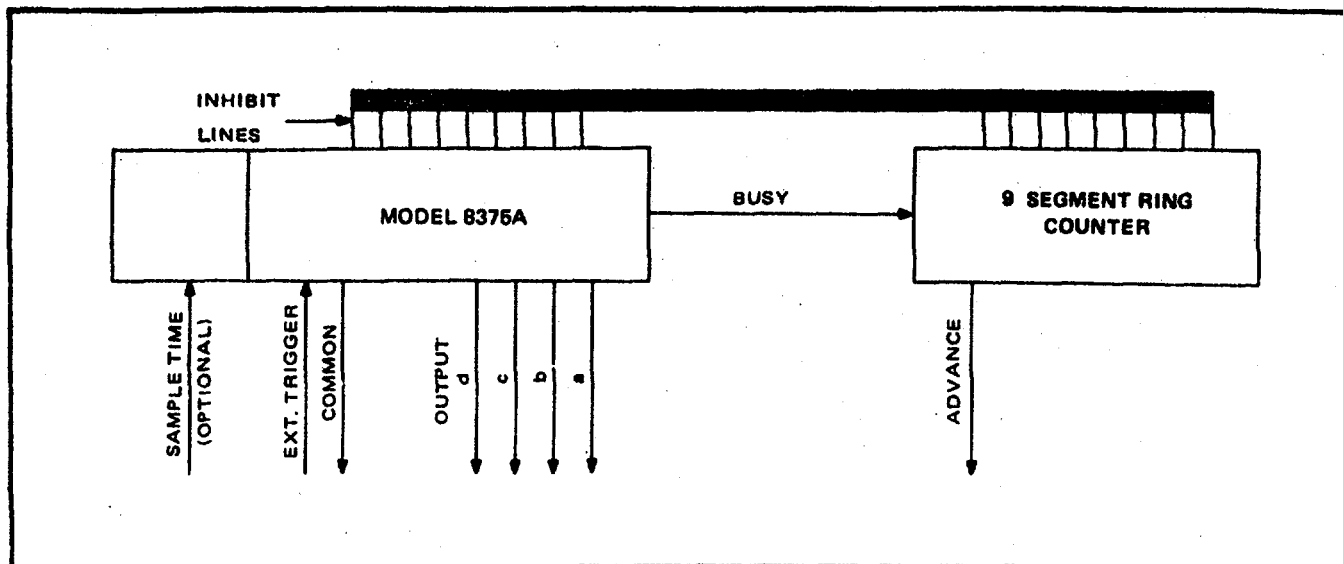 INHIBIT
LINES
MODEL 8375A
BUSY
9 SEGMENT RING
COUNTER
SAMPLE TIME
(OPTIONAL)
EXT. TRIGGER
COMMON
OUTPUT
d
c
b
a
ADVANCE